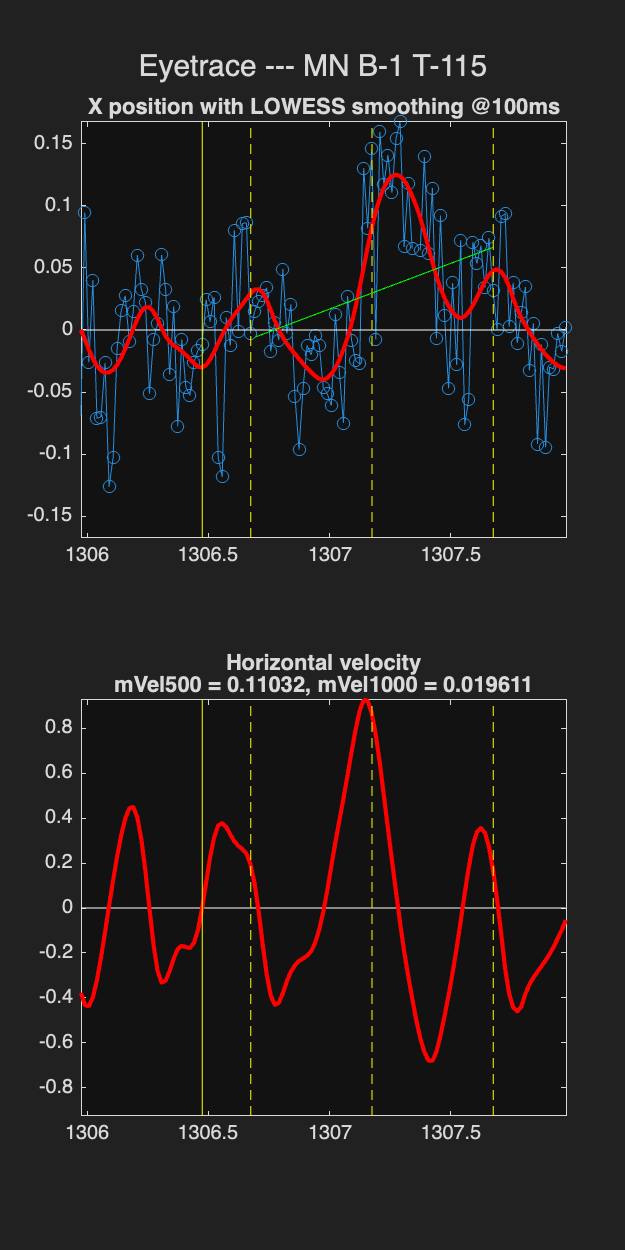 Eyetrace --- MN B-1 T-115
X position with LOWESS smoothing @100ms
0.15
0.1
0.05
0
-0.05
-0.1
-0.15
1306 1306.5 1307 1307.5
Horizontal velocity
mVel500 = 0.11032, mVel1000 = 0.019611
0.8
0.6
0.4
0.2
0
-0.2
-0.4
-0.6
-0.8
1306 1306.5 1307 1307.5